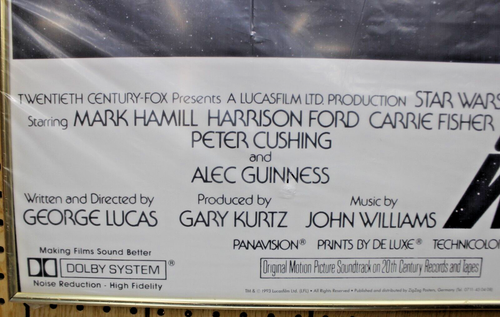 TWENTIETH CENTURY-FOX Presents A LUCASFILM LTD. PRODUCTION STAR WARS
Starring MARK HAMILL HARRISON FORD CARRIE FISHER
PETER CUSHING
and
ALEC GUINNESS
Written and Directed by
GEORGE LUCAS
Produced by
GARY KURTZ
Music by
JOHN WILLIAMS
PANAVISION® PRINTS BY DE LUXE® TECHNICOLO
Making Films Sound Better
DOLBY SYSTEM®
Noise Reduction · High Fidelity
Original Motion Picture Soundtrack on 20th Century Records and Tapes